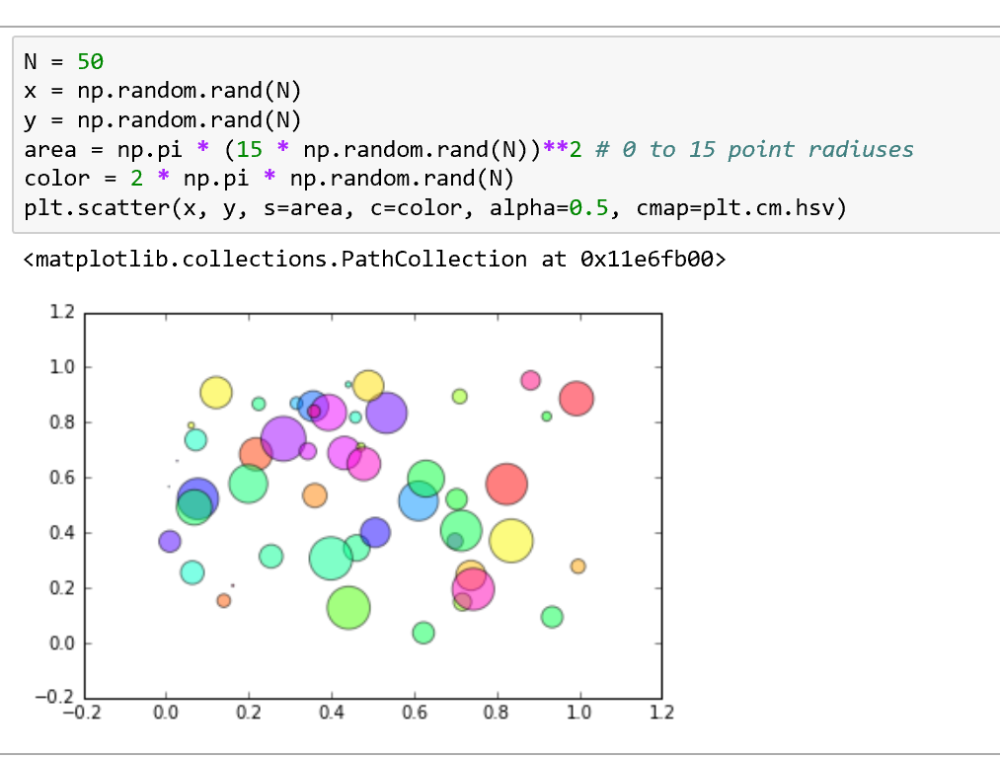 N = 50
x = np.random.rand(N)
y = np.random.rand(N)
area = np.pi * (15 * np.random.rand(N))**2 # 0 to 15 point radiuses
color = 2 * np.pi * np.random.rand(N)
plt.scatter(x, y, s=area, c=color, alpha=0.5, cmap=plt.cm.hsv)
<matplotlib.collections.PathCollection at 0x11e6fb00>
1.2
1.0
0.8
0.6
0.4
0.2
0.0
−0.2
−0.2 0.0 0.2 0.4 0.6 0.8 1.0 1.2